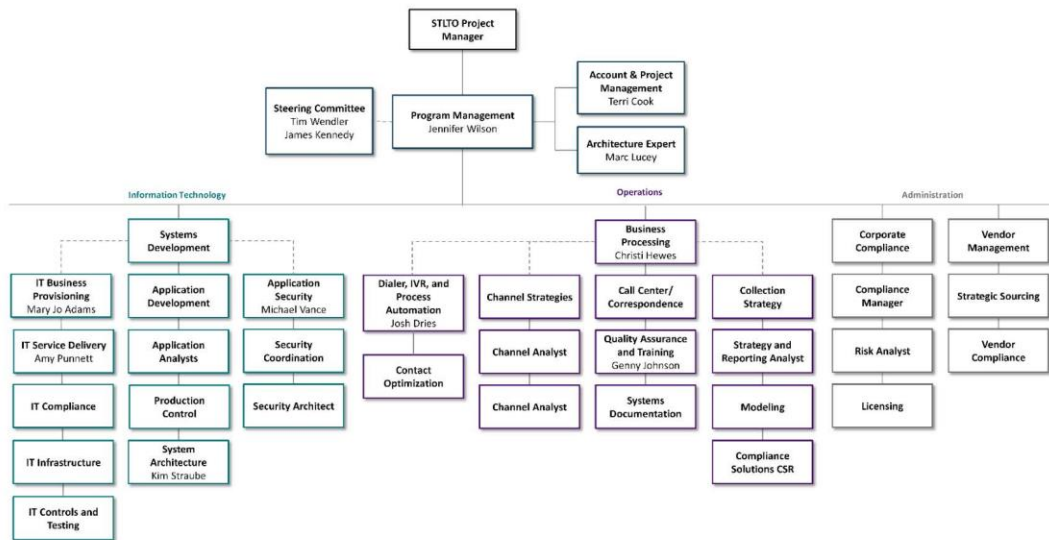 STLTO Project
Manager
Steering Committee
Tim Wendler
James Kennedy
Program Management
Jennifer Wilson
Account & Project
Management
Terri Cook
Architecture Expert
Marc Lucey
Information Technology
Operations
Administration
Systems
Development
IT Business
Provisioning
Mary Jo Adams
IT Service Delivery
Amy Punnett
IT Compliance
IT Infrastructure
IT Controls and
Testing
Application
Development
Application
Analysts
Production
Control
System
Architecture
Kim Straube
Application
Security
Michael Vance
Security
Coordination
Security Architect
Business
Processing
Christi Hewes
Dialer, IVR, and
Process
Automation
Josh Dries
Contact
Optimization
Channel Strategies
Channel Analyst
Channel Analyst
Call Center/
Correspondence
Quality Assurance
and Training
Genny Johnson
Systems
Documentation
Collection
Strategy
Strategy and
Reporting Analyst
Modeling
Compliance
Solutions CSR
Corporate
Compliance
Compliance
Manager
Risk Analyst
Licensing
Vendor
Management
Strategic Sourcing
Vendor
Compliance